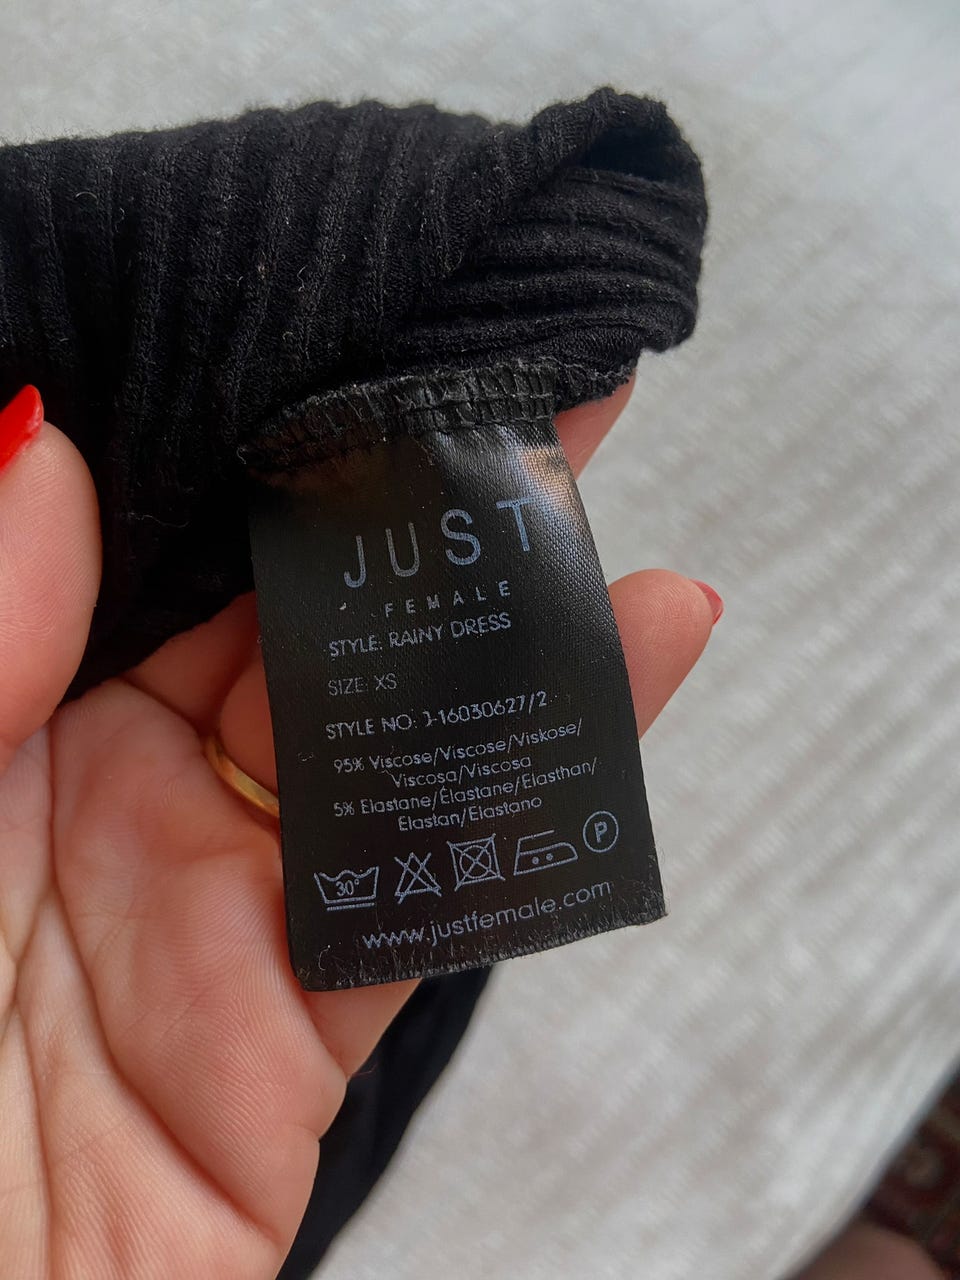 JUST
FEMALE
STYLE: RAINY DRESS
SIZE: XS
STYLE NO: J-16030627/2
95% Viscose/Viscose/Viskose/
Viscosa/Viscosa
5% Elastane/Élastane/Elasthan/
Elastan/Elastano
30°
P
www.justfemale.com